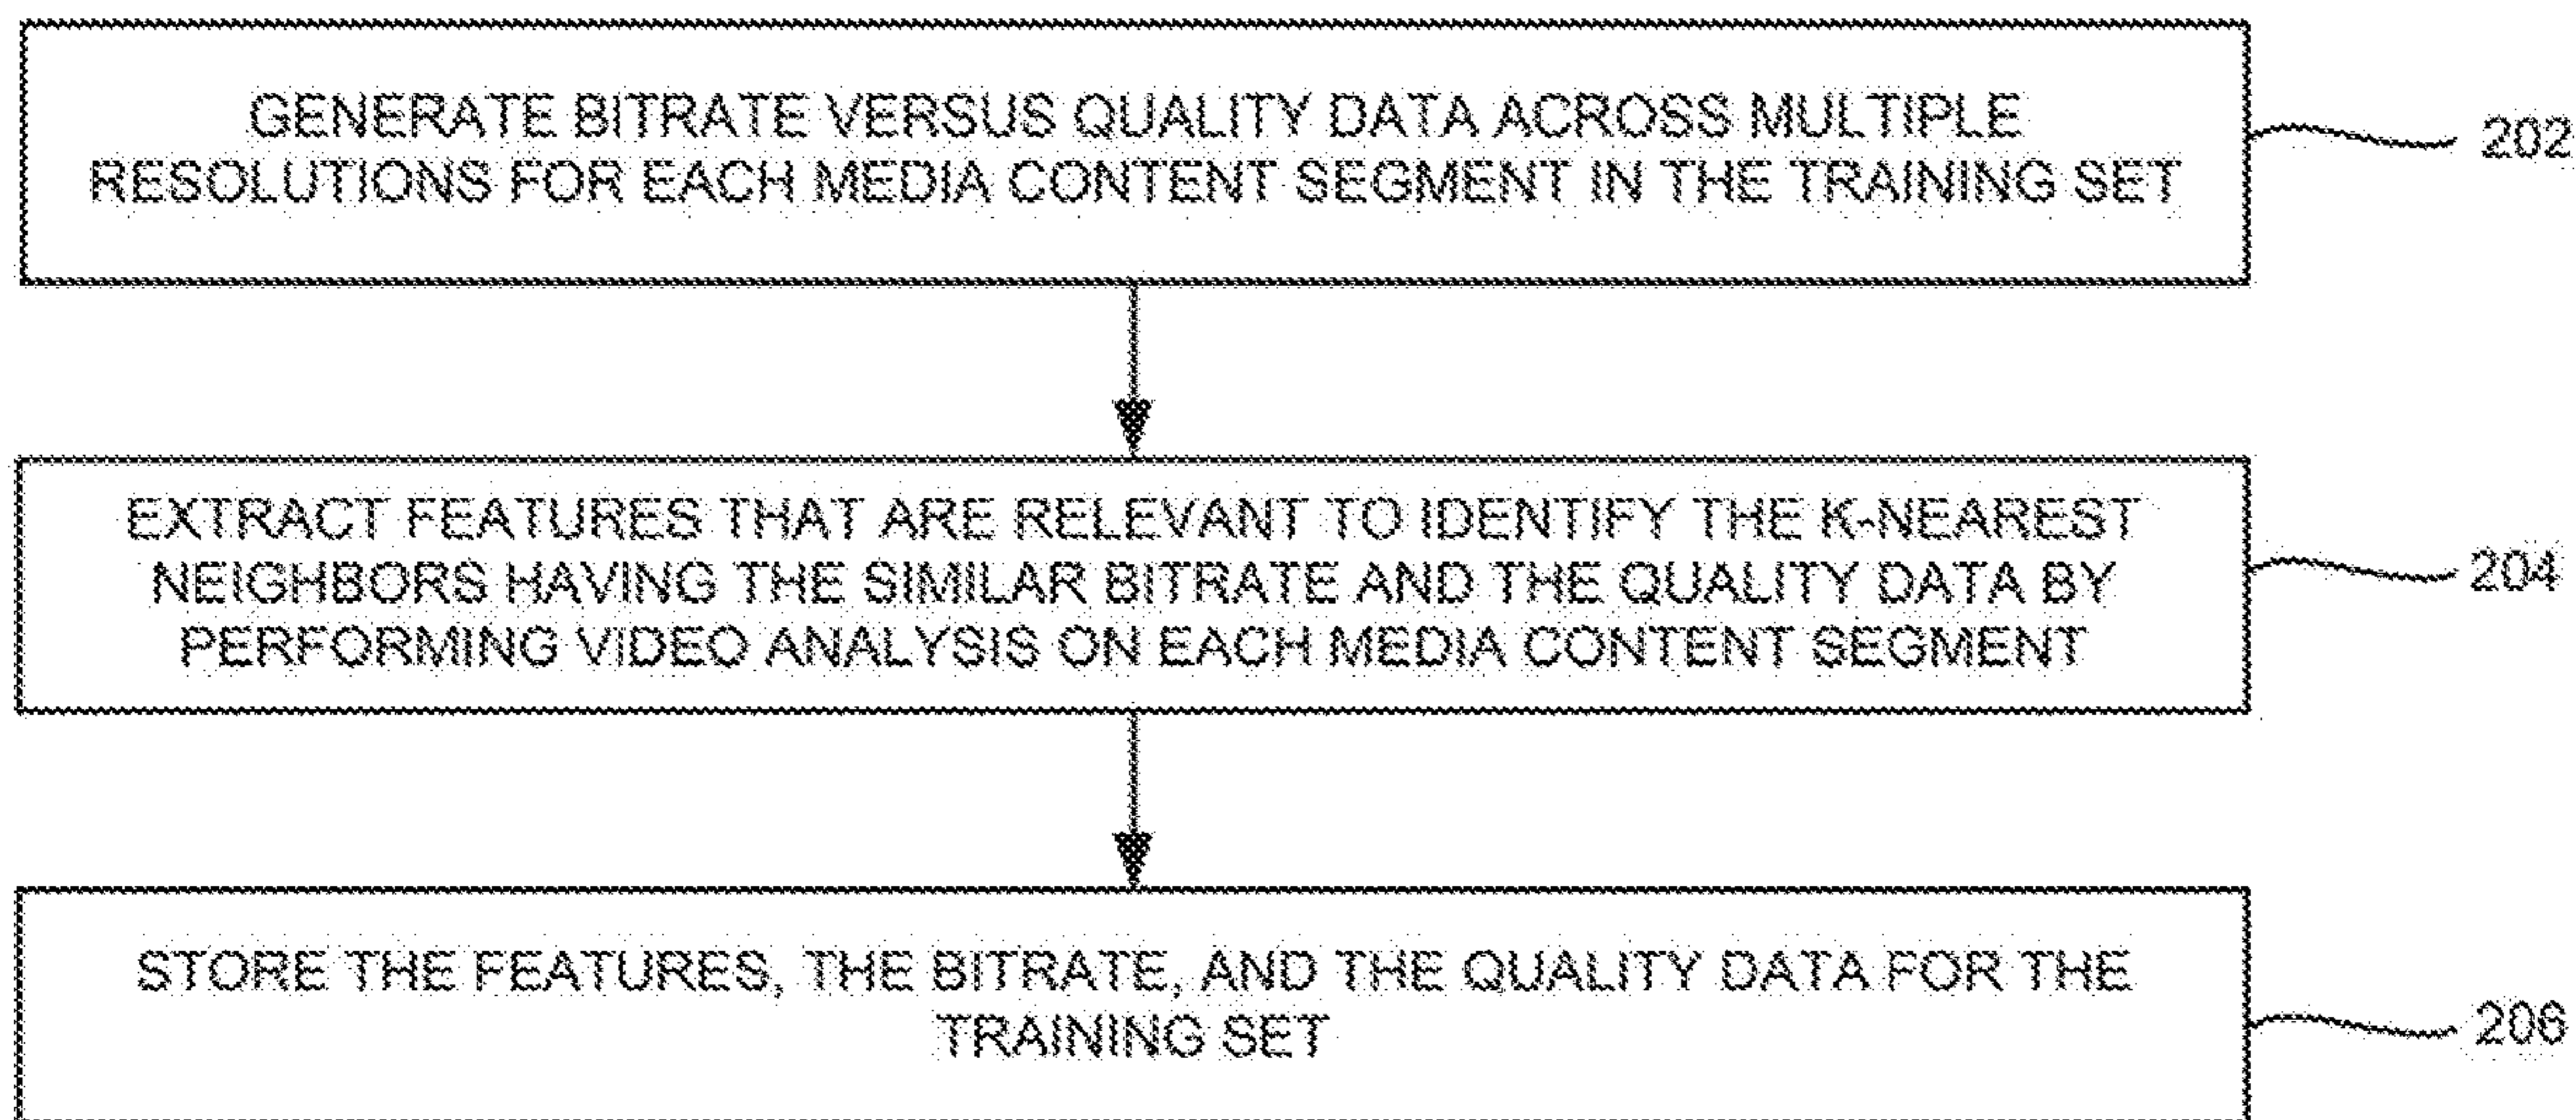 GENERATE BITRATE VERSUS QUALITY DATA ACROSS MULTIPLE
RESOLUTIONS FOR EACH MEDIA CONTENT SEGMENT IN THE TRAINING SET
202
EXTRACT FEATURES THAT ARE RELEVANT TO IDENTIFY THE K-NEAREST
NEIGHBORS HAVING THE SIMILAR BITRATE AND THE QUALITY DATA BY
PERFORMING VIDEO ANALYSIS ON EACH MEDIA CONTENT SEGMENT
204
STORE THE FEATURES, THE BITRATE, AND THE QUALITY DATA FOR THE
TRAINING SET
206